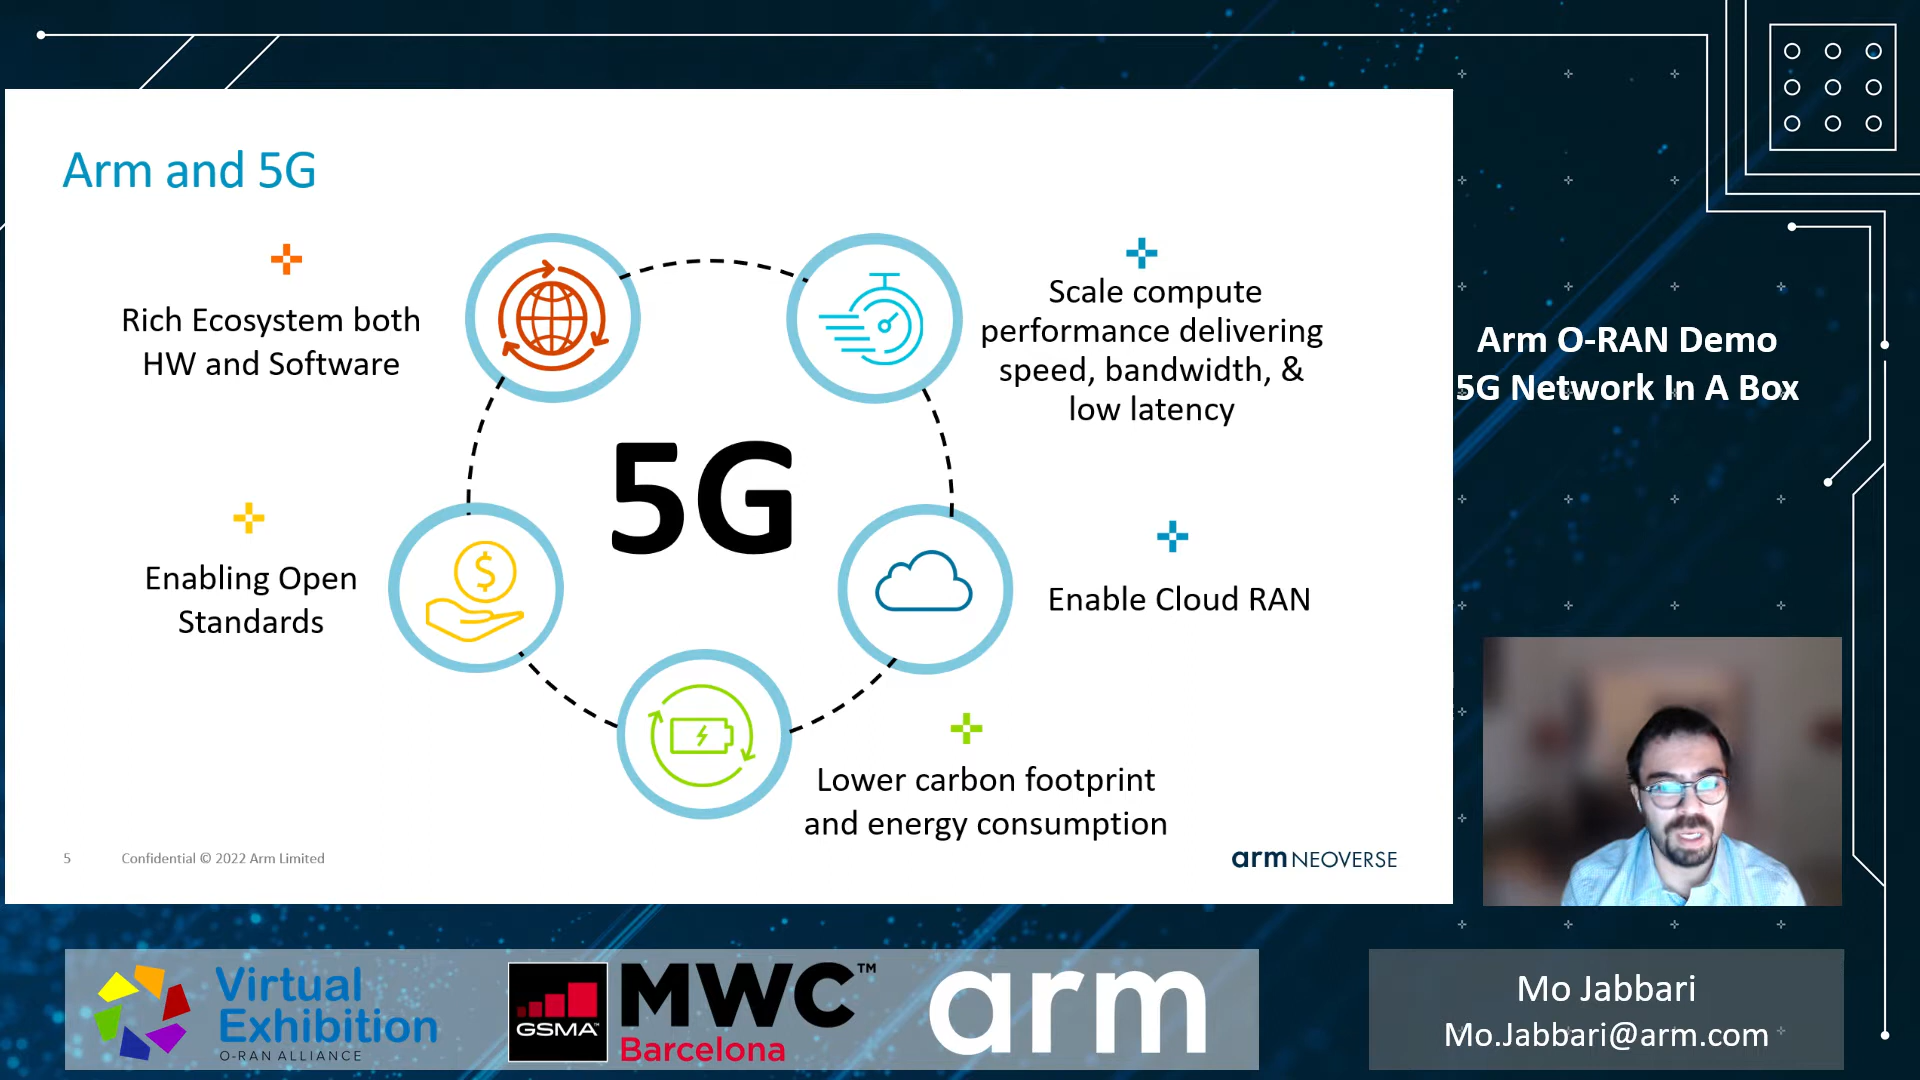 Arm and 5G
Rich Ecosystem both
HW and Software
Scale compute
performance delivering
speed, bandwidth, &
low latency
5G
Enabling Open
Standards
$
Enable Cloud RAN
Lower carbon footprint
and energy consumption
5 Confidential © 2022 Arm Limited
arm NEOVERSE
Arm O-RAN Demo
5G Network In A Box
Virtual
Exhibition
O-RAN ALLIANCE
GSMA™
MWC™
Barcelona
arm
Mo Jabbari
Mo.Jabbari@arm.com